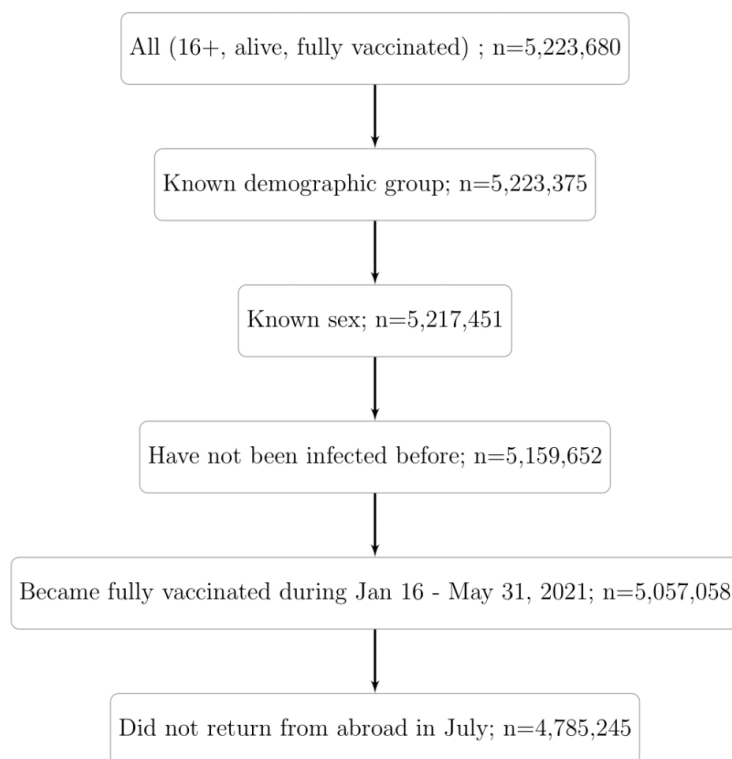 All (16+, alive, fully vaccinated) ; n=5,223,680
Known demographic group; n=5,223,375
Known sex; n=5,217,451
Have not been infected before; n=5,159,652
Became fully vaccinated during Jan 16 - May 31, 2021; n=5,057,058
Did not return from abroad in July; n=4,785,245